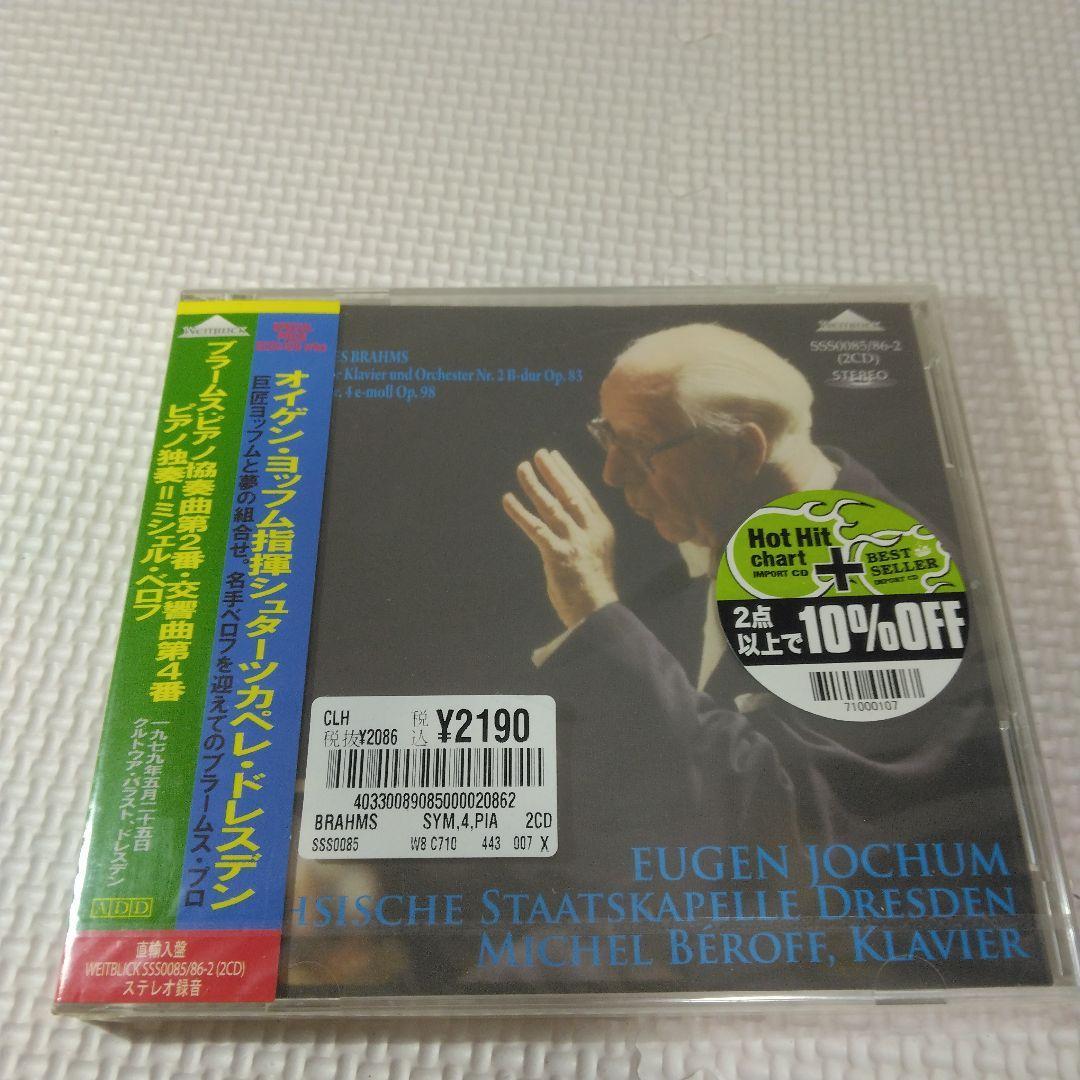 WEITBLICK
オイゲン・ヨッフム指揮シュターツカペレ・ドレスデン
巨匠ヨッフムと夢の組合せ。名手ベロフを迎えてのブラームス・プロ
ブラームス:ピアノ協奏曲第2番・交響曲第4番
ピアノ独奏=ミシェル・ベロフ
一九七九年五月二十五日
クルトゥア・パラスト、ドレスデン
ADD
直輸入盤
WEITBLICK SSS0085/86-2 (2CD)
ステレオ録音
ES BRAHMS
Klavier und Orchester Nr. 2 B-dur Op. 83
r. 4 e-moll Op. 98
WEITBLICK
SSS0085/86-2
(2CD)
STEREO
Hot Hit
chart
IMPORT CD
+
BEST
SELLER
IMPORT CD
2点
以上で
10%OFF
71000107
CLH 税込 ¥2190
税抜¥2086
40330089085000020862
BRAHMS SYM,4,PIA 2CD
SSS0085 W8 C710 443 007 X
EUGEN JOCHUM
HSISCHE STAATSKAPELLE DRESDEN
MICHEL BÉROFF, KLAVIER